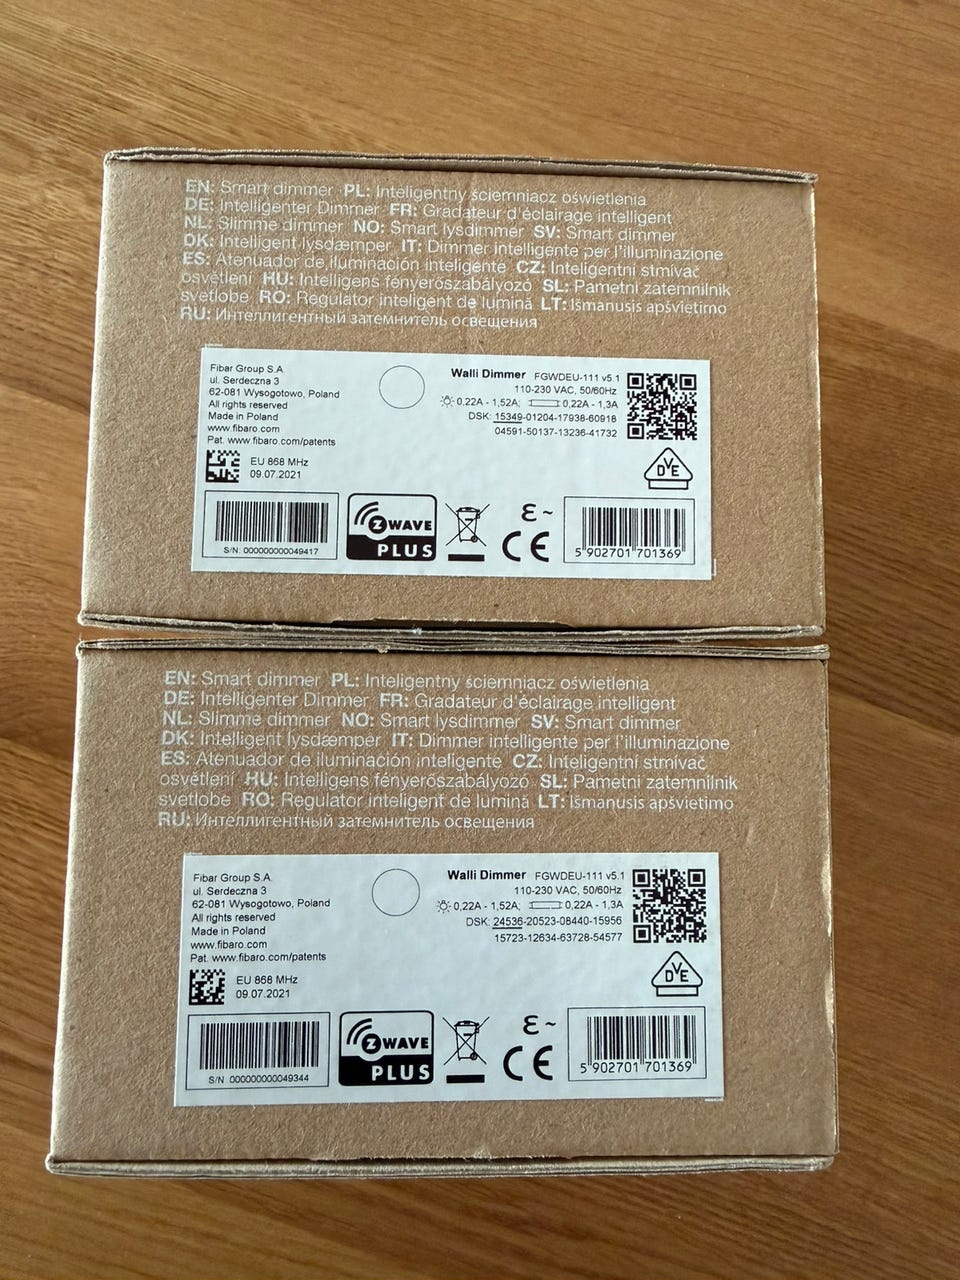 EN: Smart dimmer PL: Inteligentny ściemniacz oświetlenia
DE: Intelligenter Dimmer FR: Gradateur d'éclairage intelligent
NL: Slimme dimmer NO: Smart lysdimmer SV: Smart dimmer
DK: Intelligent lysdæmper IT: Dimmer intelligente per l'illuminazione
ES: Atenuador de iluminación inteligente CZ: Inteligentní stmívač
osvětlení HU: Intelligens fényerőszabályozó SL: Pametni zatemnilnik
svetlobe RO: Regulator inteligent de lumină LT: Išmanusis apšvietimo
RU: Интеллигентный затемнитель освещения
Fibar Group S.A.
ul. Serdeczna 3
62-081 Wysogotowo, Poland
All rights reserved
Made in Poland
www.fibaro.com
Pat. www.fibaro.com/patents
EU 868 MHz
09.07.2021
Walli Dimmer FGWDEU-111 v5.1
110-230 VAC, 50/60Hz
0,22A - 1,52A; 0,22A - 1,3A
DSK: 15349-01204-17938-60918
04591-50137-13236-41732
DVE
S/N: 000000000049417
Z WAVE
PLUS
ε~
CE
5 902701 701369
EN: Smart dimmer PL: Inteligentny ściemniacz oświetlenia
DE: Intelligenter Dimmer FR: Gradateur d'éclairage intelligent
NL: Slimme dimmer NO: Smart lysdimmer SV: Smart dimmer
DK: Intelligent lysdæmper IT: Dimmer intelligente per l'illuminazione
ES: Atenuador de iluminación inteligente CZ: Inteligentní stmívač
osvětlení HU: Intelligens fényerőszabályozó SL: Pametni zatemnilnik
svetlobe RO: Regulator inteligent de lumină LT: Išmanusis apšvietimo
RU: Интеллигентный затемнитель освещения
Fibar Group S.A.
ul. Serdeczna 3
62-081 Wysogotowo, Poland
All rights reserved
Made in Poland
www.fibaro.com
Pat. www.fibaro.com/patents
EU 868 MHz
09.07.2021
Walli Dimmer FGWDEU-111 v5.1
110-230 VAC, 50/60Hz
0,22A - 1,52A; 0,22A - 1,3A
DSK: 24536-20523-08440-15956
15723-12634-63728-54577
DVE
S/N: 000000000049344
Z WAVE
PLUS
ε~
CE
5 902701 701369